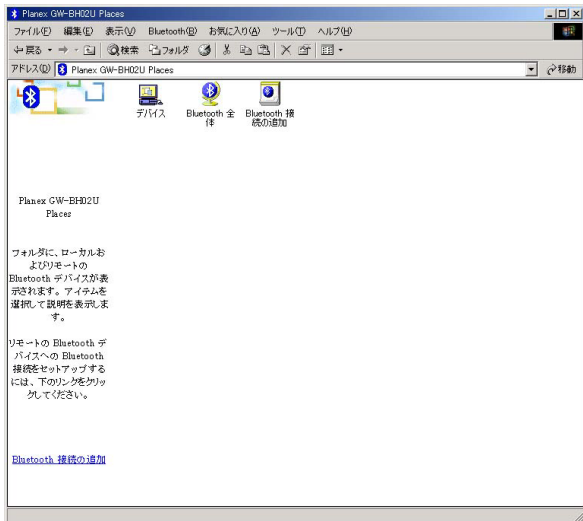 Planex GW-BH02U Places
ファイル(F) 編集(E) 表示(V) Bluetooth(B) お気に入り(A) ツール(T) ヘルプ(H)
戻る 検索 フォルダ
アドレス(D) Planex GW-BH02U Places 移動
デバイス
Bluetooth 全
体
Bluetooth 接
続の追加
Planex GW-BH02U
Places
フォルダに、ローカルお
よびリモートの
Bluetooth デバイスが表
示されます。アイテムを
選択して説明を表示しま
す。
リモートの Bluetooth デ
バイスへの Bluetooth
接続をセットアップする
には、下のリンクをクリッ
クしてください。
Bluetooth 接続の追加